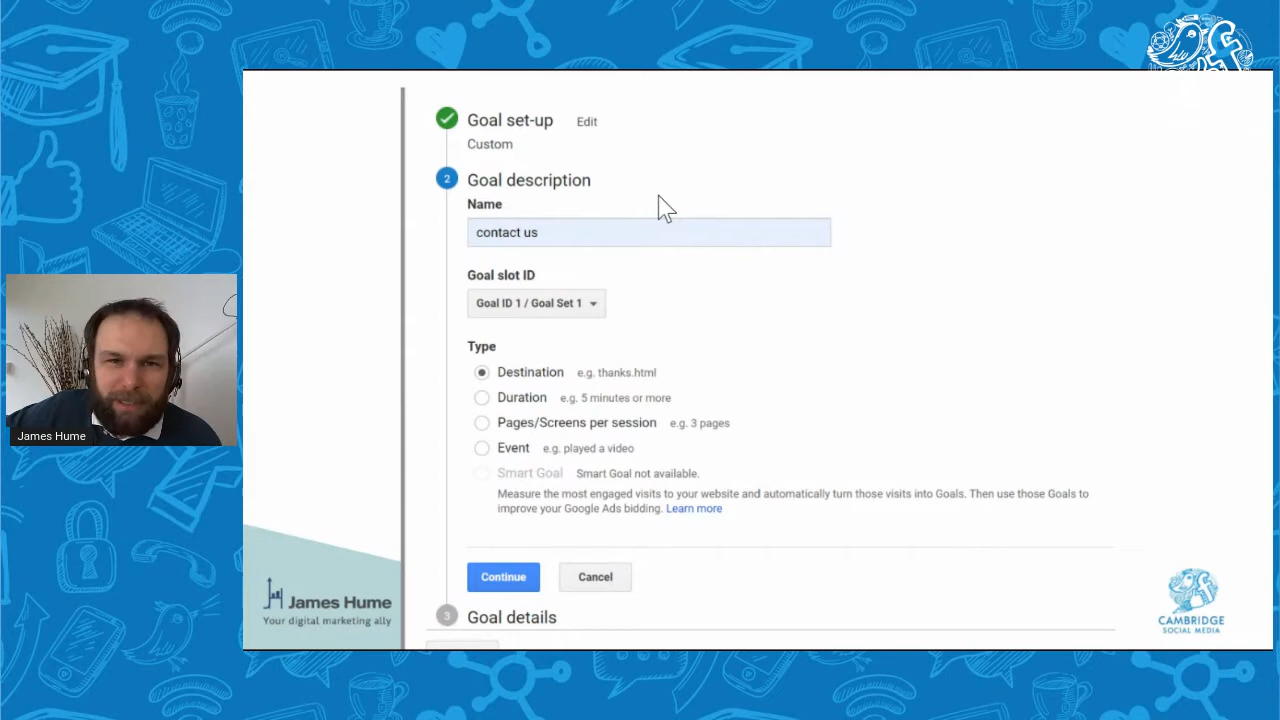 Goal set-up Edit
Custom
2 Goal description
Name
contact us
Goal slot ID
Goal ID 1 / Goal Set 1
Type
Destination e.g. thanks.html
Duration e.g. 5 minutes or more
Pages/Screens per session e.g. 3 pages
Event e.g. played a video
Smart Goal Smart Goal not available.
Measure the most engaged visits to your website and automatically turn those visits into Goals. Then use those Goals to
improve your Google Ads bidding. Learn more
Continue Cancel
3 Goal details
James Hume
James Hume
Your digital marketing ally
CAMBRIDGE
SOCIAL MEDIA